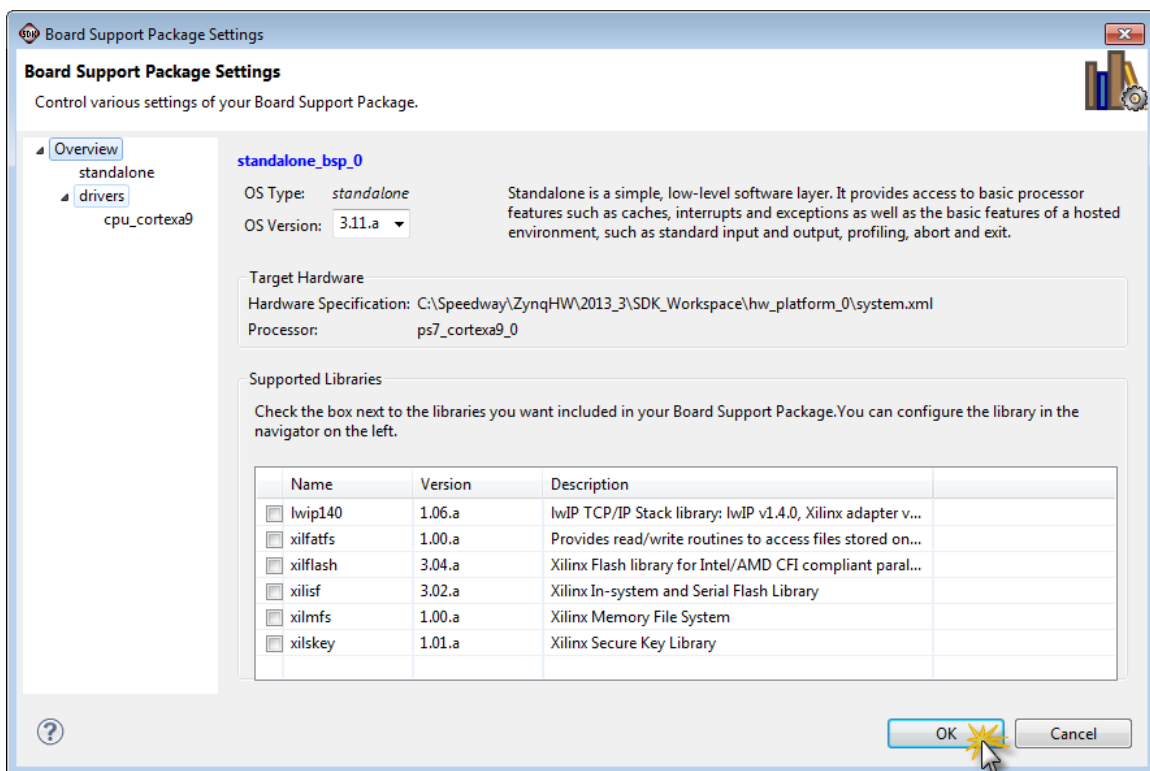 SDK Board Support Package Settings
Board Support Package Settings
Control various settings of your Board Support Package.
Overview
standalone
drivers
cpu_cortexa9
standalone_bsp_0
OS Type: standalone
OS Version: 3.11.a
Standalone is a simple, low-level software layer. It provides access to basic processor
features such as caches, interrupts and exceptions as well as the basic features of a hosted
environment, such as standard input and output, profiling, abort and exit.
Target Hardware
Hardware Specification: C:\Speedway\ZynqHW\2013_3\SDK_Workspace\hw_platform_0\system.xml
Processor: ps7_cortexa9_0
Supported Libraries
Check the box next to the libraries you want included in your Board Support Package.You can configure the library in the
navigator on the left.
Name Version Description
lwip140 1.06.a lwIP TCP/IP Stack library: lwIP v1.4.0, Xilinx adapter v...
xilfatfs 1.00.a Provides read/write routines to access files stored on...
xilflash 3.04.a Xilinx Flash library for Intel/AMD CFI compliant paral...
xilisf 3.02.a Xilinx In-system and Serial Flash Library
xilmfs 1.00.a Xilinx Memory File System
xilskey 1.01.a Xilinx Secure Key Library
? OK Cancel